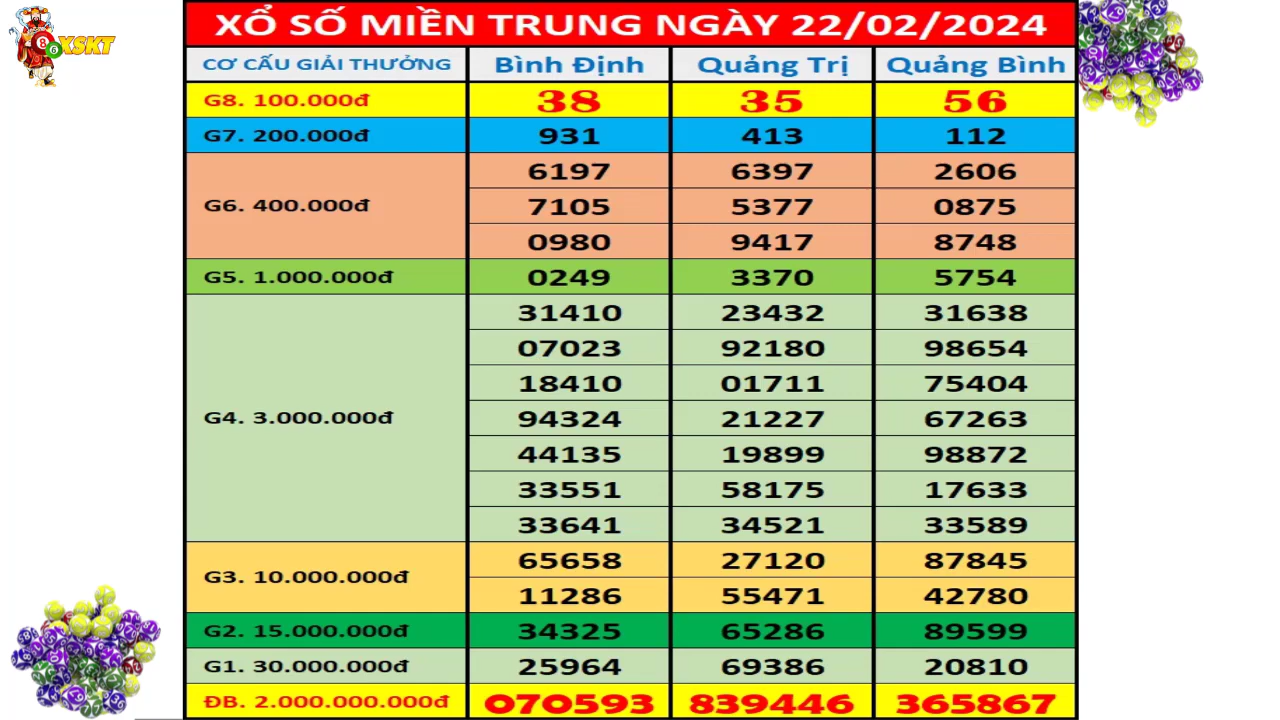 XSKT
XỔ SỐ MIỀN TRUNG NGÀY 22/02/2024
CƠ CẤU GIẢI THƯỞNG Bình Định Quảng Trị Quảng Bình
G8. 100.000đ 38 35 56
G7. 200.000đ 931 413 112
6197 6397 2606
G6. 400.000đ 7105 5377 0875
0980 9417 8748
G5. 1.000.000đ 0249 3370 5754
31410 23432 31638
07023 92180 98654
18410 01711 75404
G4. 3.000.000đ 94324 21227 67263
44135 19899 98872
33551 58175 17633
33641 34521 33589
G3. 10.000.000đ 65658 27120 87845
11286 55471 42780
G2. 15.000.000đ 34325 65286 89599
G1. 30.000.000đ 25964 69386 20810
ĐB. 2.000.000.000đ 070593 839446 365867